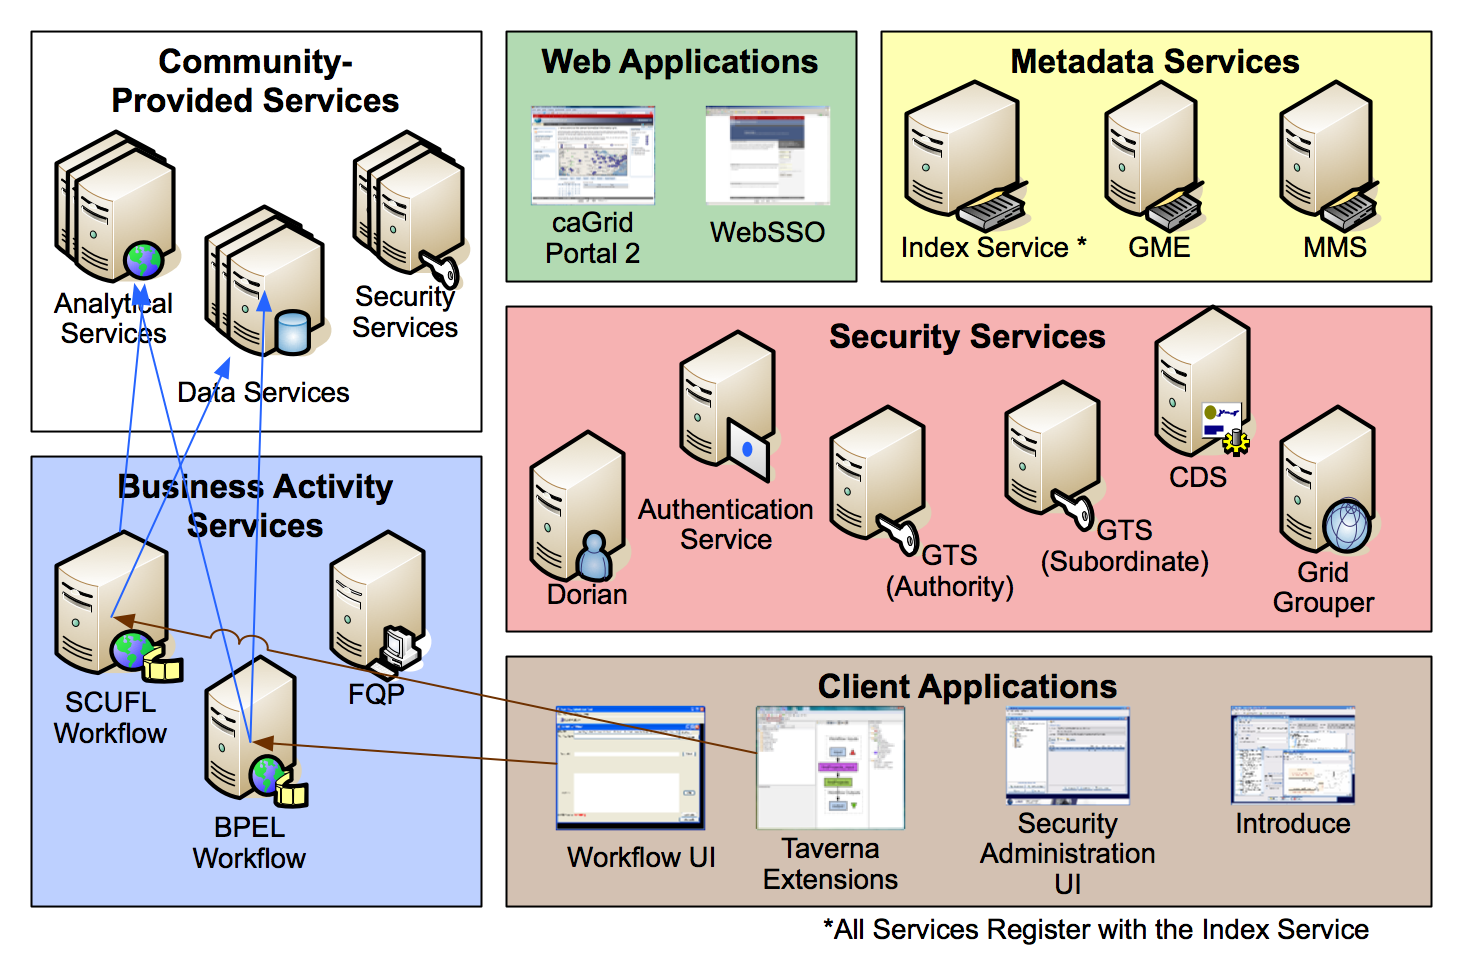 Community-
Provided Services
Analytical
Services
Data Services
Security
Services
Web Applications
caGrid
Portal 2
WebSSO
Metadata Services
Index Service *
GME
MMS
Security Services
Dorian
Authentication
Service
GTS
(Authority)
GTS
(Subordinate)
CDS
Grid
Grouper
Business Activity
Services
SCUFL
Workflow
BPEL
Workflow
FQP
Client Applications
Workflow UI
Taverna
Extensions
Security
Administration
UI
Introduce
*All Services Register with the Index Service